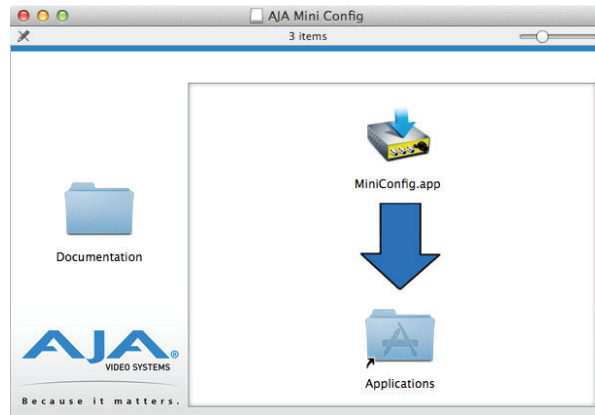 AJA Mini Config
3 items
MiniConfig.app
Documentation
Applications
AJA®
VIDEO SYSTEMS
Because it matters.